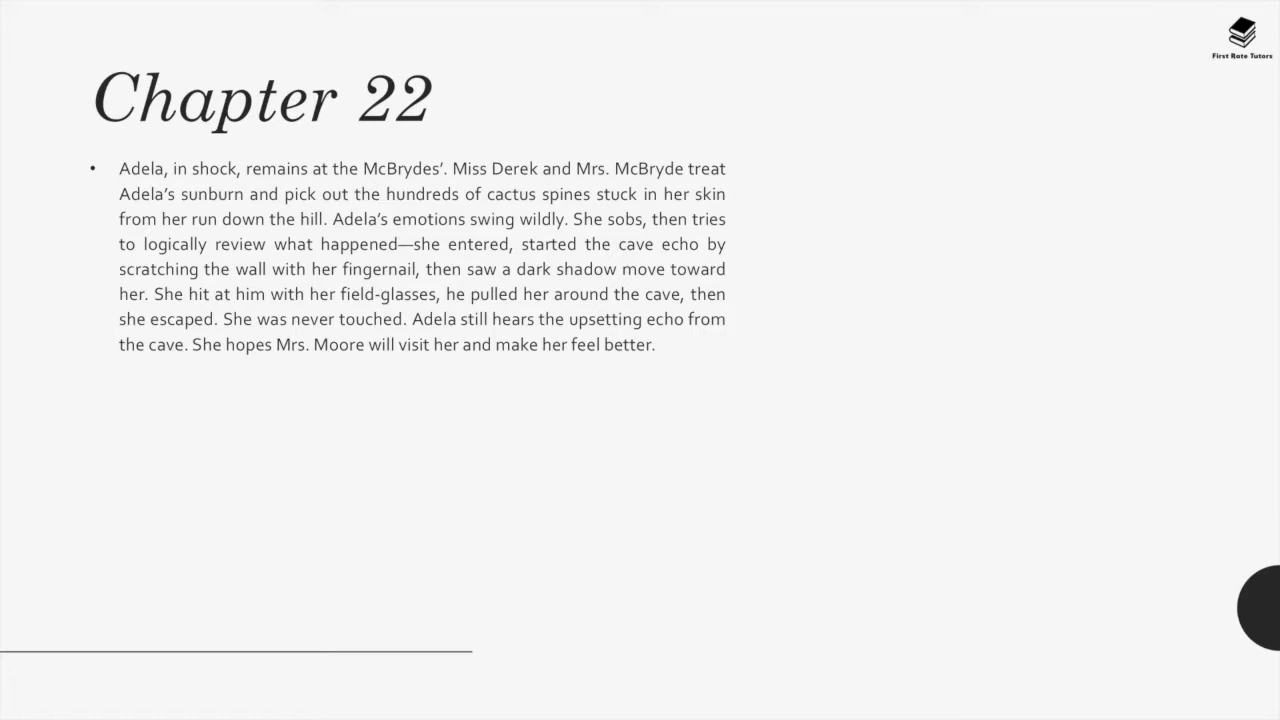 First Rate Tutors
Chapter 22
• Adela, in shock, remains at the McBrydes’. Miss Derek and Mrs. McBryde treat
Adela’s sunburn and pick out the hundreds of cactus spines stuck in her skin
from her run down the hill. Adela’s emotions swing wildly. She sobs, then tries
to logically review what happened—she entered, started the cave echo by
scratching the wall with her fingernail, then saw a dark shadow move toward
her. She hit at him with her field-glasses, he pulled her around the cave, then
she escaped. She was never touched. Adela still hears the upsetting echo from
the cave. She hopes Mrs. Moore will visit her and make her feel better.